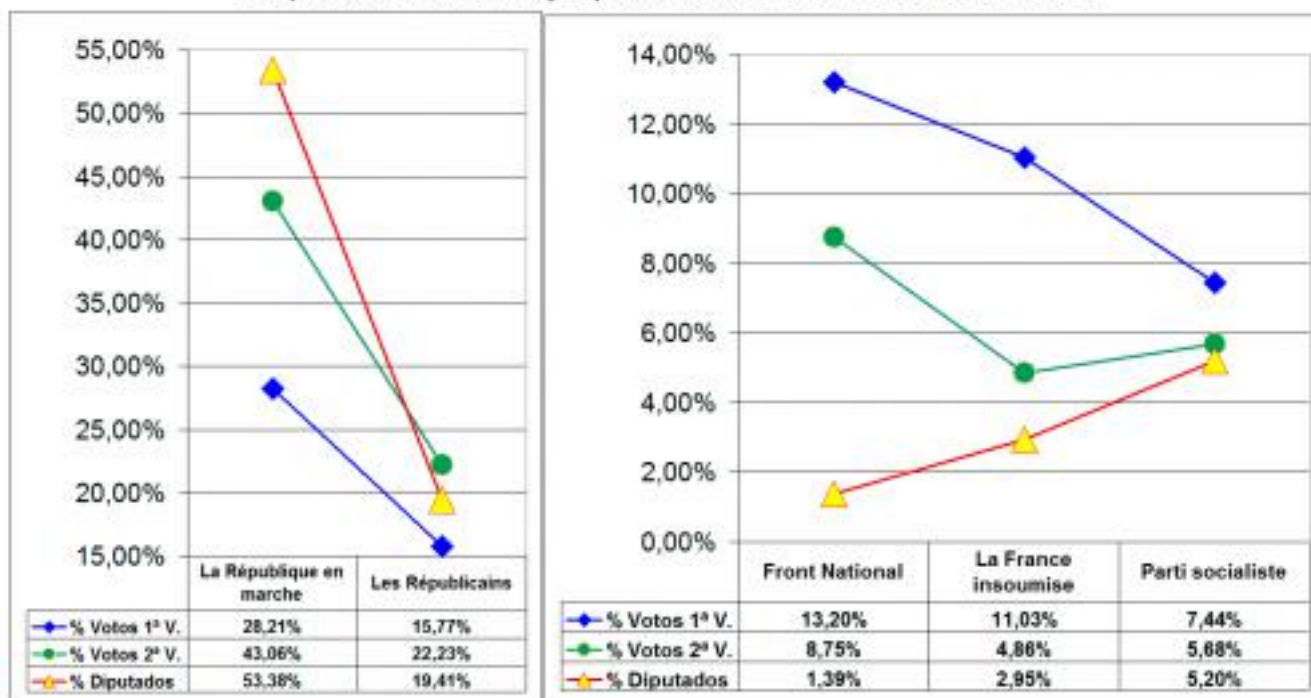 55,00%
50,00%
45,00%
40,00%
35,00%
30,00%
25,00%
20,00%
15,00%
La République en marche Les Républicains
% Votos 1ª V. 28,21% 15,77%
% Votos 2ª V. 43,06% 22,23%
% Diputados 53,38% 19,41%
14,00%
12,00%
10,00%
8,00%
6,00%
4,00%
2,00%
0,00%
Front National La France insoumise Parti socialiste
% Votos 1ª V. 13,20% 11,03% 7,44%
% Votos 2ª V. 8,75% 4,86% 5,68%
% Diputados 1,39% 2,95% 5,20%